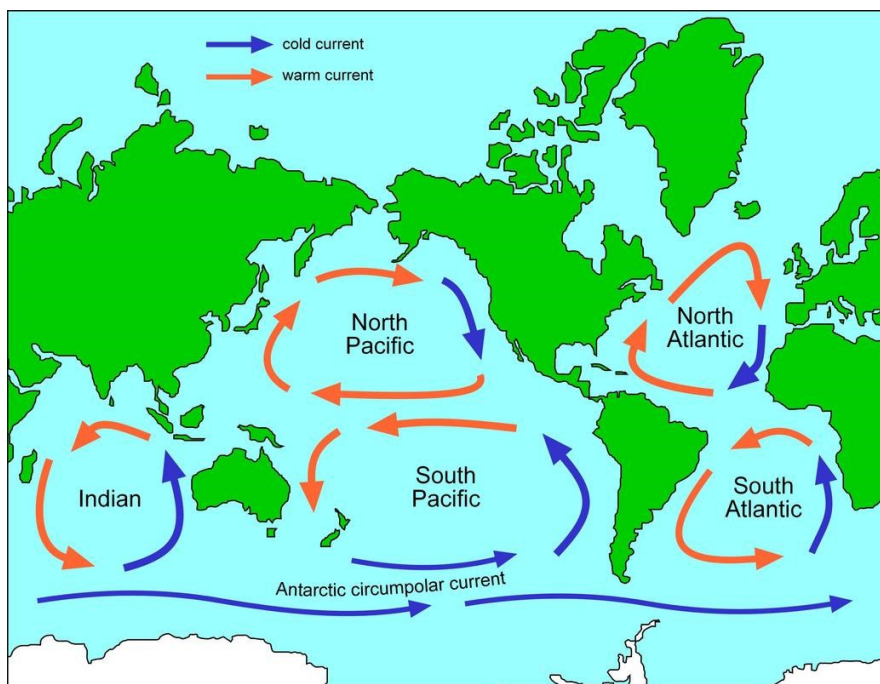 cold current
warm current
North
Pacific
North
Atlantic
Indian
South
Pacific
South
Atlantic
Antarctic circumpolar current